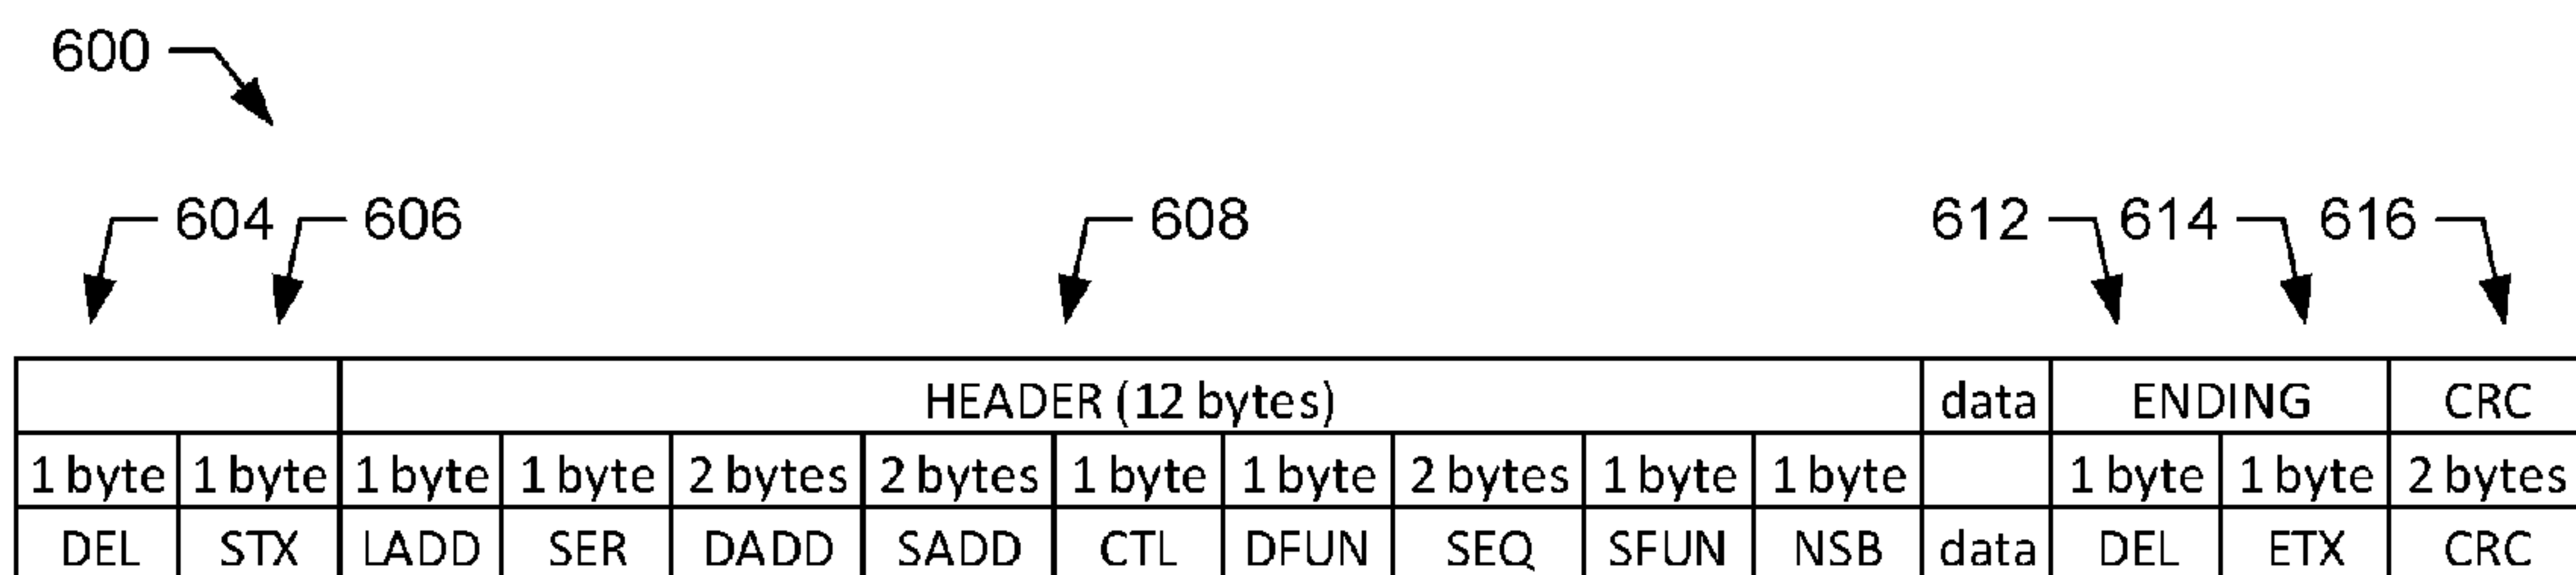 600
604 606 608 612 614 616
HEADER (12 bytes) data ENDING CRC
1 byte 1 byte 1 byte 1 byte 2 bytes 2 bytes 1 byte 1 byte 2 bytes 1 byte 1 byte 1 byte 1 byte 2 bytes
DEL STX LADD SER DADD SADD CTL DFUN SEQ SFUN NSB data DEL ETX CRC